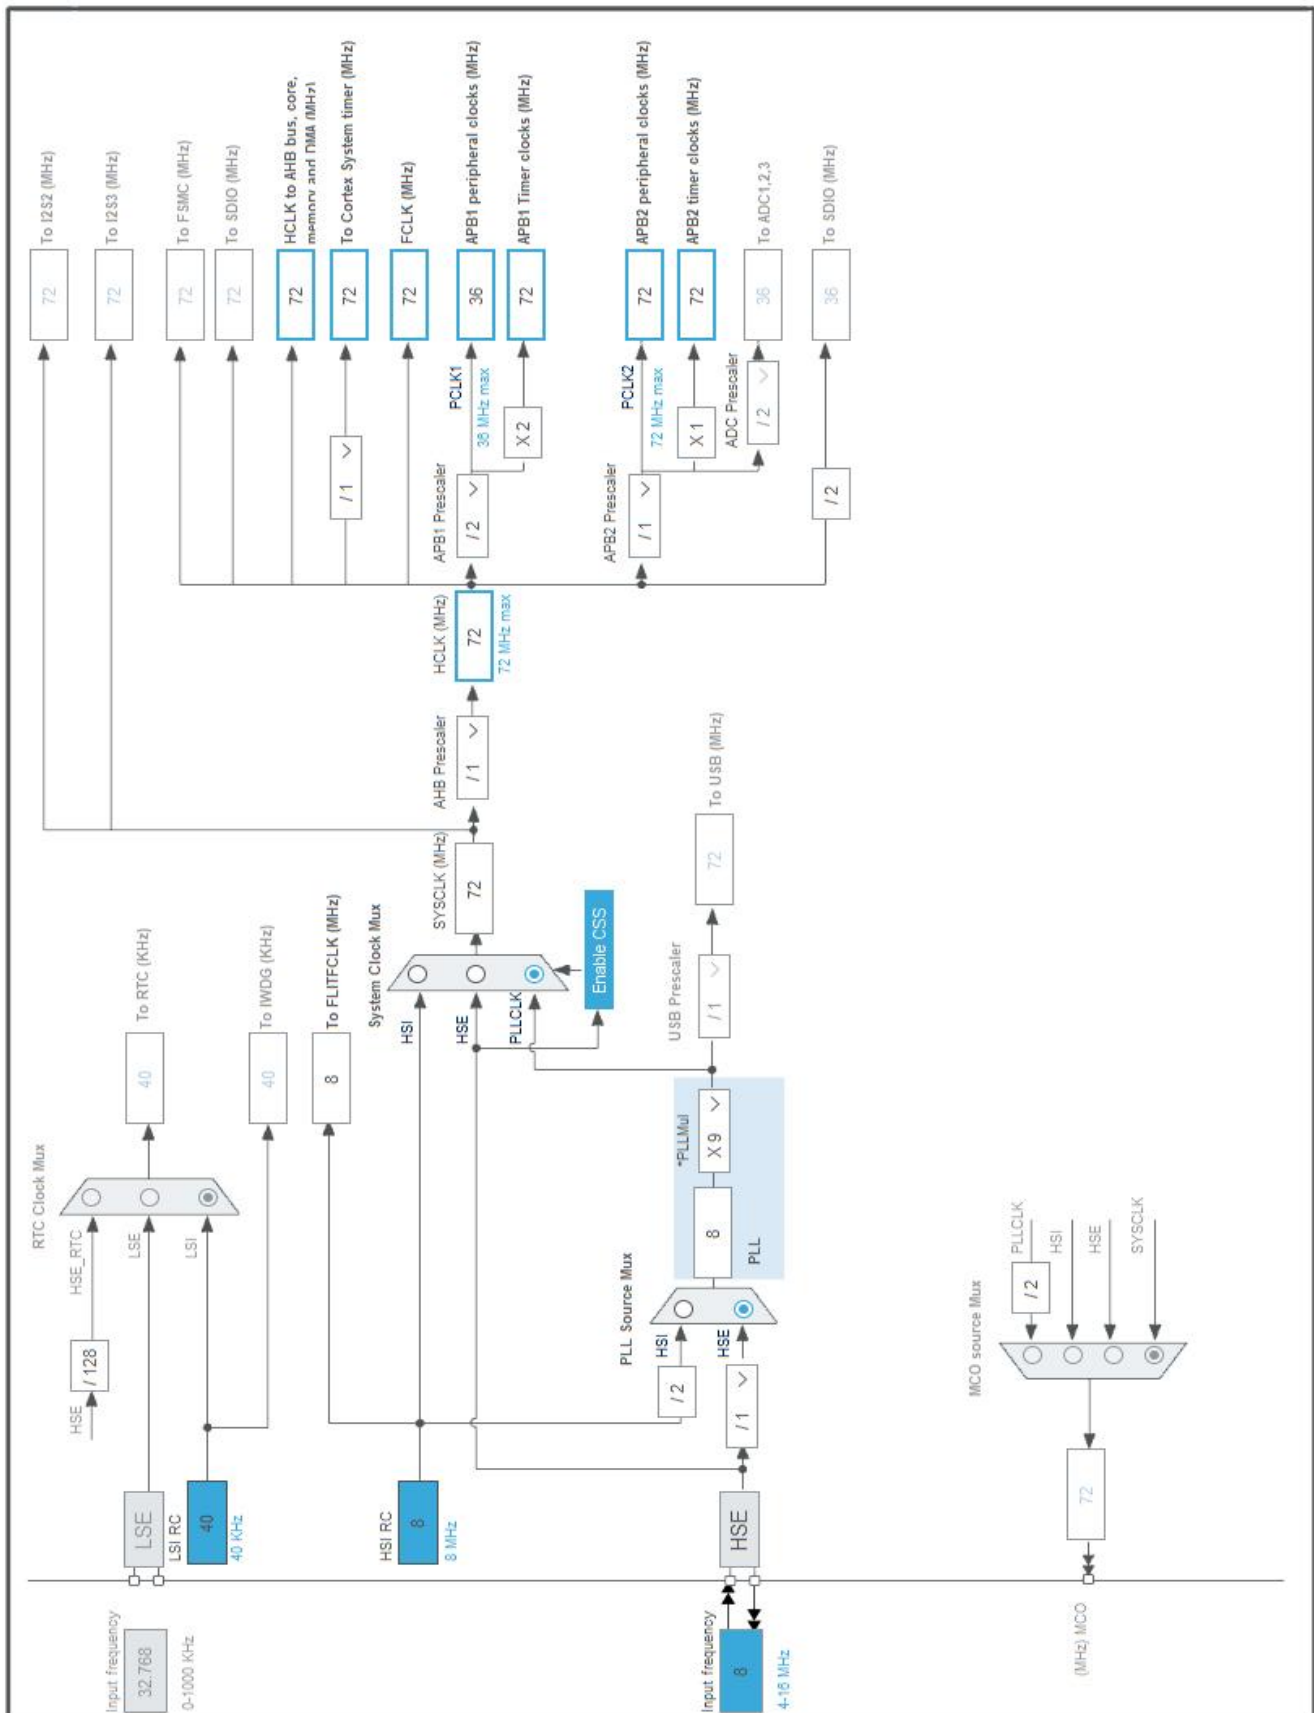 Input frequency
32.768
0-1000 KHz
LSE
LSI RC
40
40 KHz
HSE
/ 128
HSE_RTC
LSE
LSI
RTC Clock Mux
40
To RTC (KHz)
40
To IWDG (KHz)
8
To FLITFCLK (MHz)
HSI RC
8
8 MHz
System Clock Mux
HSI
HSE
PLLCLK
Enable CSS
SYSCLK (MHz)
72
AHB Prescaler
/ 1
HCLK (MHz)
72
72 MHz max
72
To I2S2 (MHz)
72
To I2S3 (MHz)
72
To FSMC (MHz)
72
To SDIO (MHz)
72
HCLK to AHB bus, core,
memory and DMA (MHz)
/ 1
72
To Cortex System timer (MHz)
72
FCLK (MHz)
APB1 Prescaler
/ 2
PCLK1
36 MHz max
36
APB1 peripheral clocks (MHz)
X 2
72
APB1 Timer clocks (MHz)
APB2 Prescaler
/ 1
PCLK2
72 MHz max
72
APB2 peripheral clocks (MHz)
X 1
72
APB2 timer clocks (MHz)
ADC Prescaler
/ 2
36
To ADC1,2,3
/ 2
36
To SDIO (MHz)
Input frequency
8
4-16 MHz
HSE
PLL Source Mux
/ 2
HSI
/ 1
HSE
8
*PLLMul
X 9
PLL
USB Prescaler
/ 1
72
To USB (MHz)
(MHz) MCO
72
MCO source Mux
/ 2
PLLCLK
HSI
HSE
SYSCLK